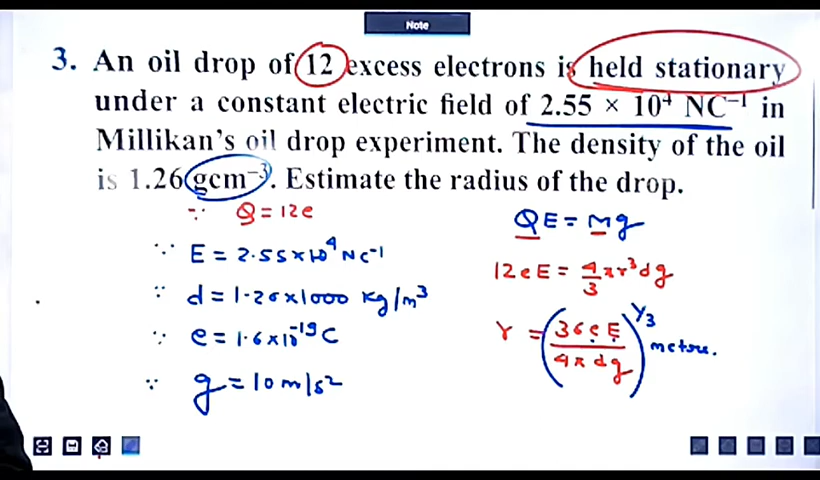 Note
3. An oil drop of 12 excess electrons is held stationary
under a constant electric field of 2.55 × 10⁴ NC⁻¹ in
Millikan's oil drop experiment. The density of the oil
is 1.26 gcm⁻³. Estimate the radius of the drop.
∵ Q = 12e
QE = Mg
∵ E = 2.55×10⁴ NC⁻¹
12eE = 4/3 πr³dg
∵ d = 1.26×1000 kg/m³
r = (36eE / 4πdg)^1/3 metre.
∵ e = 1.6×10⁻¹⁹ C
∵ g = 10m/s²